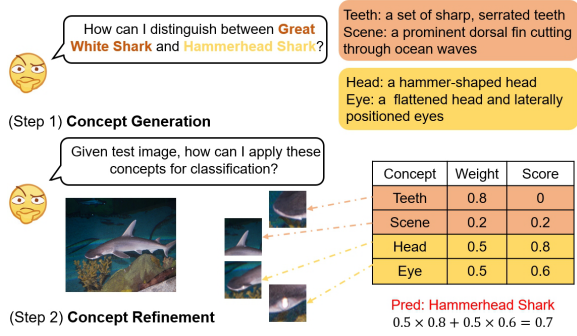 How can I distinguish between Great
White Shark and Hammerhead Shark?
Teeth: a set of sharp, serrated teeth
Scene: a prominent dorsal fin cutting
through ocean waves
Head: a hammer-shaped head
Eye: a flattened head and laterally
positioned eyes
(Step 1) Concept Generation
Given test image, how can I apply these
concepts for classification?
Concept Weight Score
Teeth 0.8 0
Scene 0.2 0.2
Head 0.5 0.8
Eye 0.5 0.6
(Step 2) Concept Refinement
Pred: Hammerhead Shark
0.5 × 0.8 + 0.5 × 0.6 = 0.7